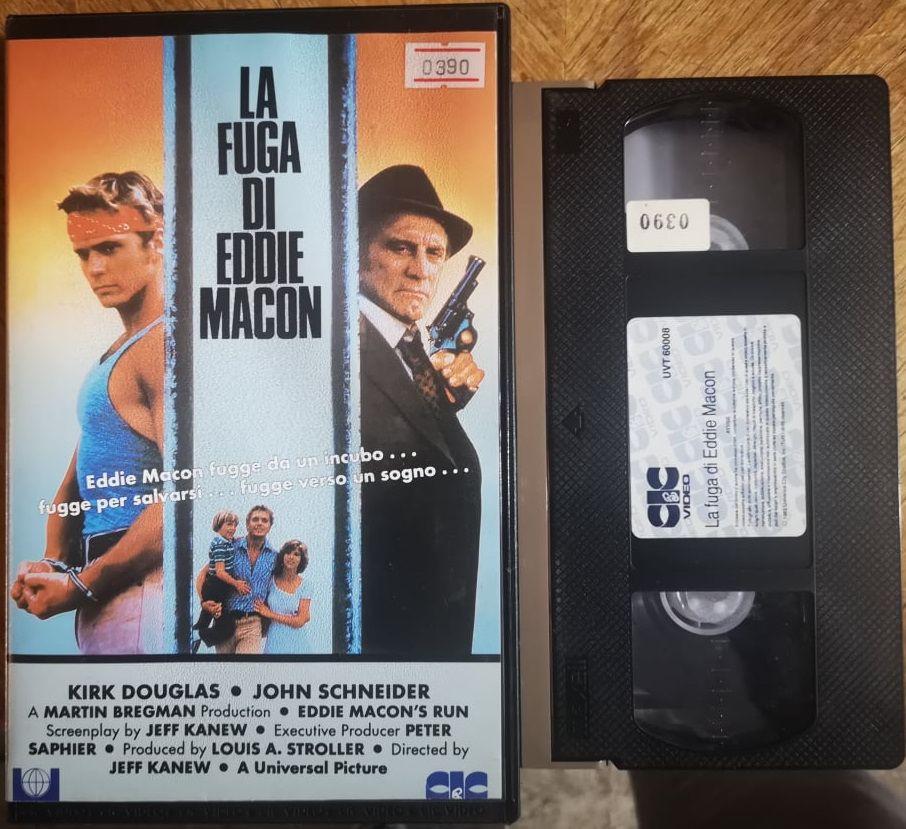 0390
LA
FUGA
DI
EDDIE
MACON
Eddie Macon fugge da un incubo . . .
fugge per salvarsi . . . fugge verso un sogno . . .
KIRK DOUGLAS • JOHN SCHNEIDER
A MARTIN BREGMAN Production • EDDIE MACON'S RUN
Screenplay by JEFF KANEW • Executive Producer PETER
SAPHIER • Produced by LOUIS A. STROLLER • Directed by
JEFF KANEW • A Universal Picture
CIC
0390
UVT 60008
La fuga di Eddie Macon
CIC
VIDEO